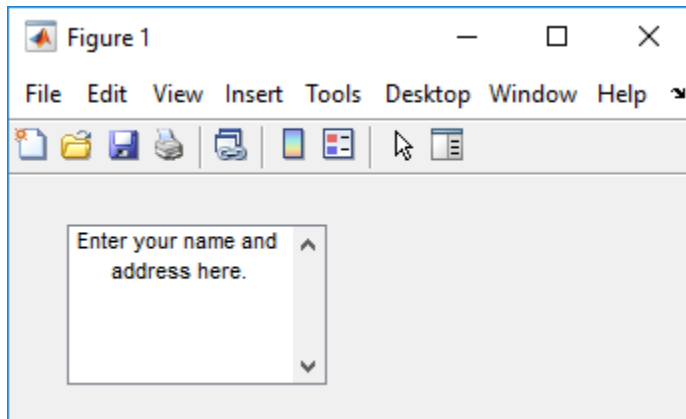 Figure 1
File Edit View Insert Tools Desktop Window Help
Enter your name and
address here.